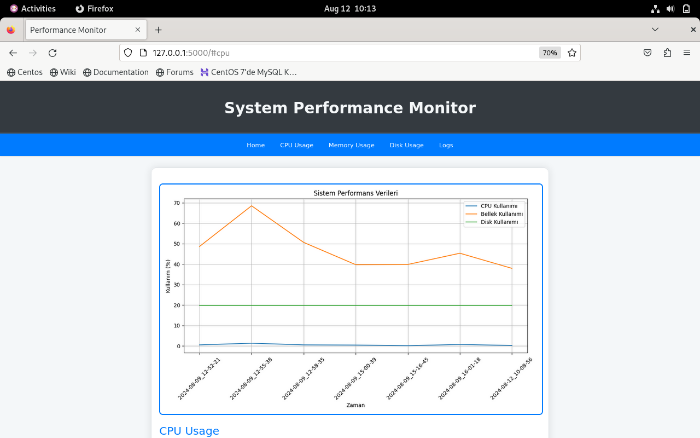 Activities Firefox Aug 12 10:13
Performance Monitor
127.0.0.1:5000/#cpu 70%
Centos Wiki Documentation Forums CentOS 7'de MySQL K...
System Performance Monitor
Home CPU Usage Memory Usage Disk Usage Logs
Sistem Performans Verileri
CPU Kullanımı
Bellek Kullanımı
Disk Kullanımı
Kullanım (%)
70
60
50
40
30
20
10
0
2024-08-09_12-52-21
2024-08-09_12-55-38
2024-08-09_12-58-35
2024-08-09_15-00-39
2024-08-09_15-16-45
2024-08-09_16-01-18
2024-08-12_10-09-56
Zaman
CPU Usage